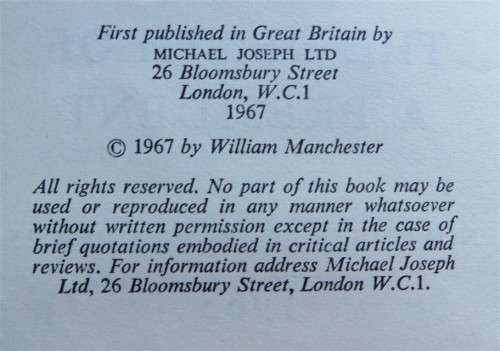 First published in Great Britain by
MICHAEL JOSEPH LTD
26 Bloomsbury Street
London, W.C.1
1967
© 1967 by William Manchester
All rights reserved. No part of this book may be
used or reproduced in any manner whatsoever
without written permission except in the case of
brief quotations embodied in critical articles and
reviews. For information address Michael Joseph
Ltd, 26 Bloomsbury Street, London W.C.1.